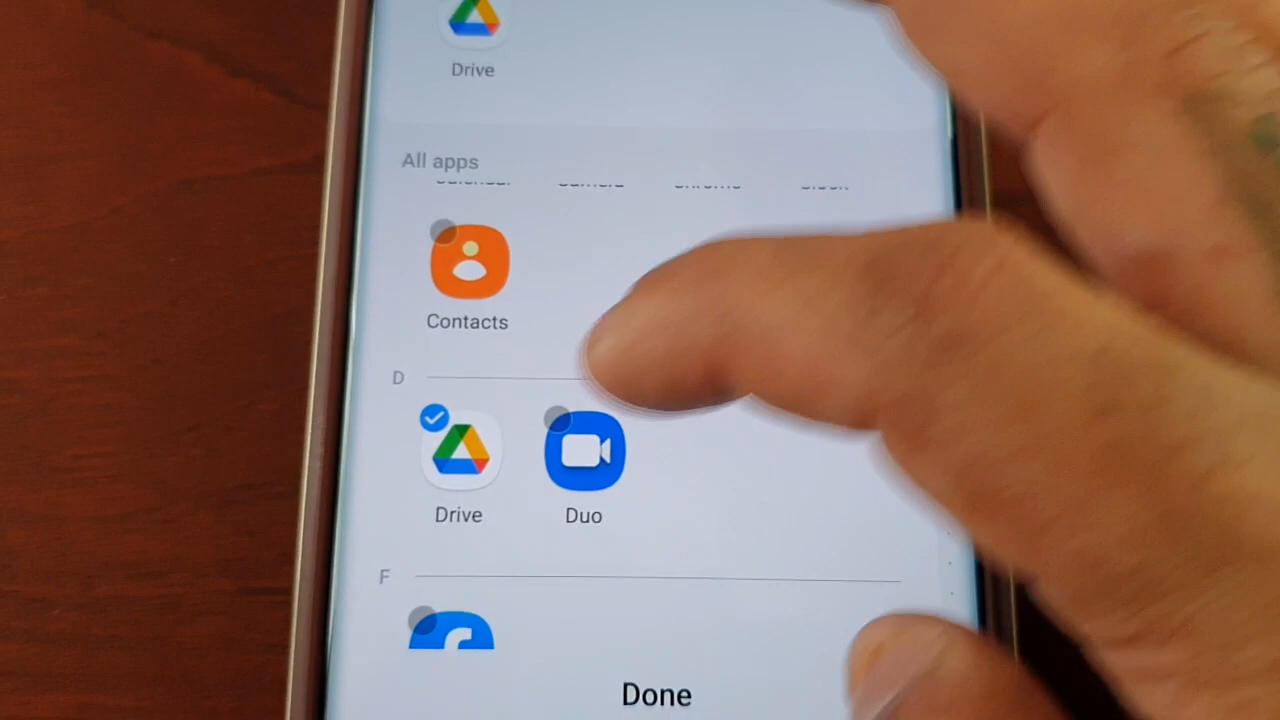 Drive
All apps
Contacts
D
Drive Duo
F
Done